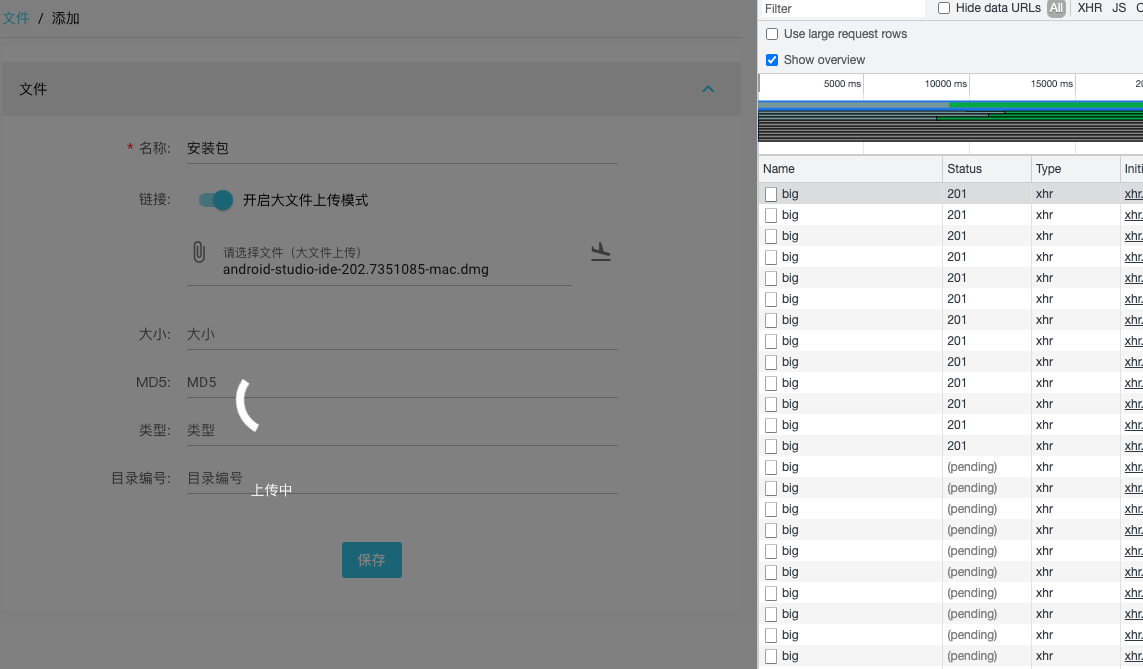 文件 / 添加
文件
* 名称: 安装包
链接: 开启大文件上传模式
请选择文件（大文件上传）
android-studio-ide-202.7351085-mac.dmg
大小: 大小
MD5: MD5
类型: 类型
目录编号: 目录编号
上传中
保存
Filter Hide data URLs All XHR JS
Use large request rows
Show overview
5000 ms 10000 ms 15000 ms 20
Name Status Type Initi
big 201 xhr xhr.
big 201 xhr xhr.
big 201 xhr xhr.
big 201 xhr xhr.
big 201 xhr xhr.
big 201 xhr xhr.
big 201 xhr xhr.
big 201 xhr xhr.
big 201 xhr xhr.
big 201 xhr xhr.
big 201 xhr xhr.
big 201 xhr xhr.
big 201 xhr xhr.
big (pending) xhr xhr.
big (pending) xhr xhr.
big (pending) xhr xhr.
big (pending) xhr xhr.
big (pending) xhr xhr.
big (pending) xhr xhr.
big (pending) xhr xhr.
big (pending) xhr xhr.
big (pending) xhr xhr.
big (pending) xhr xhr.